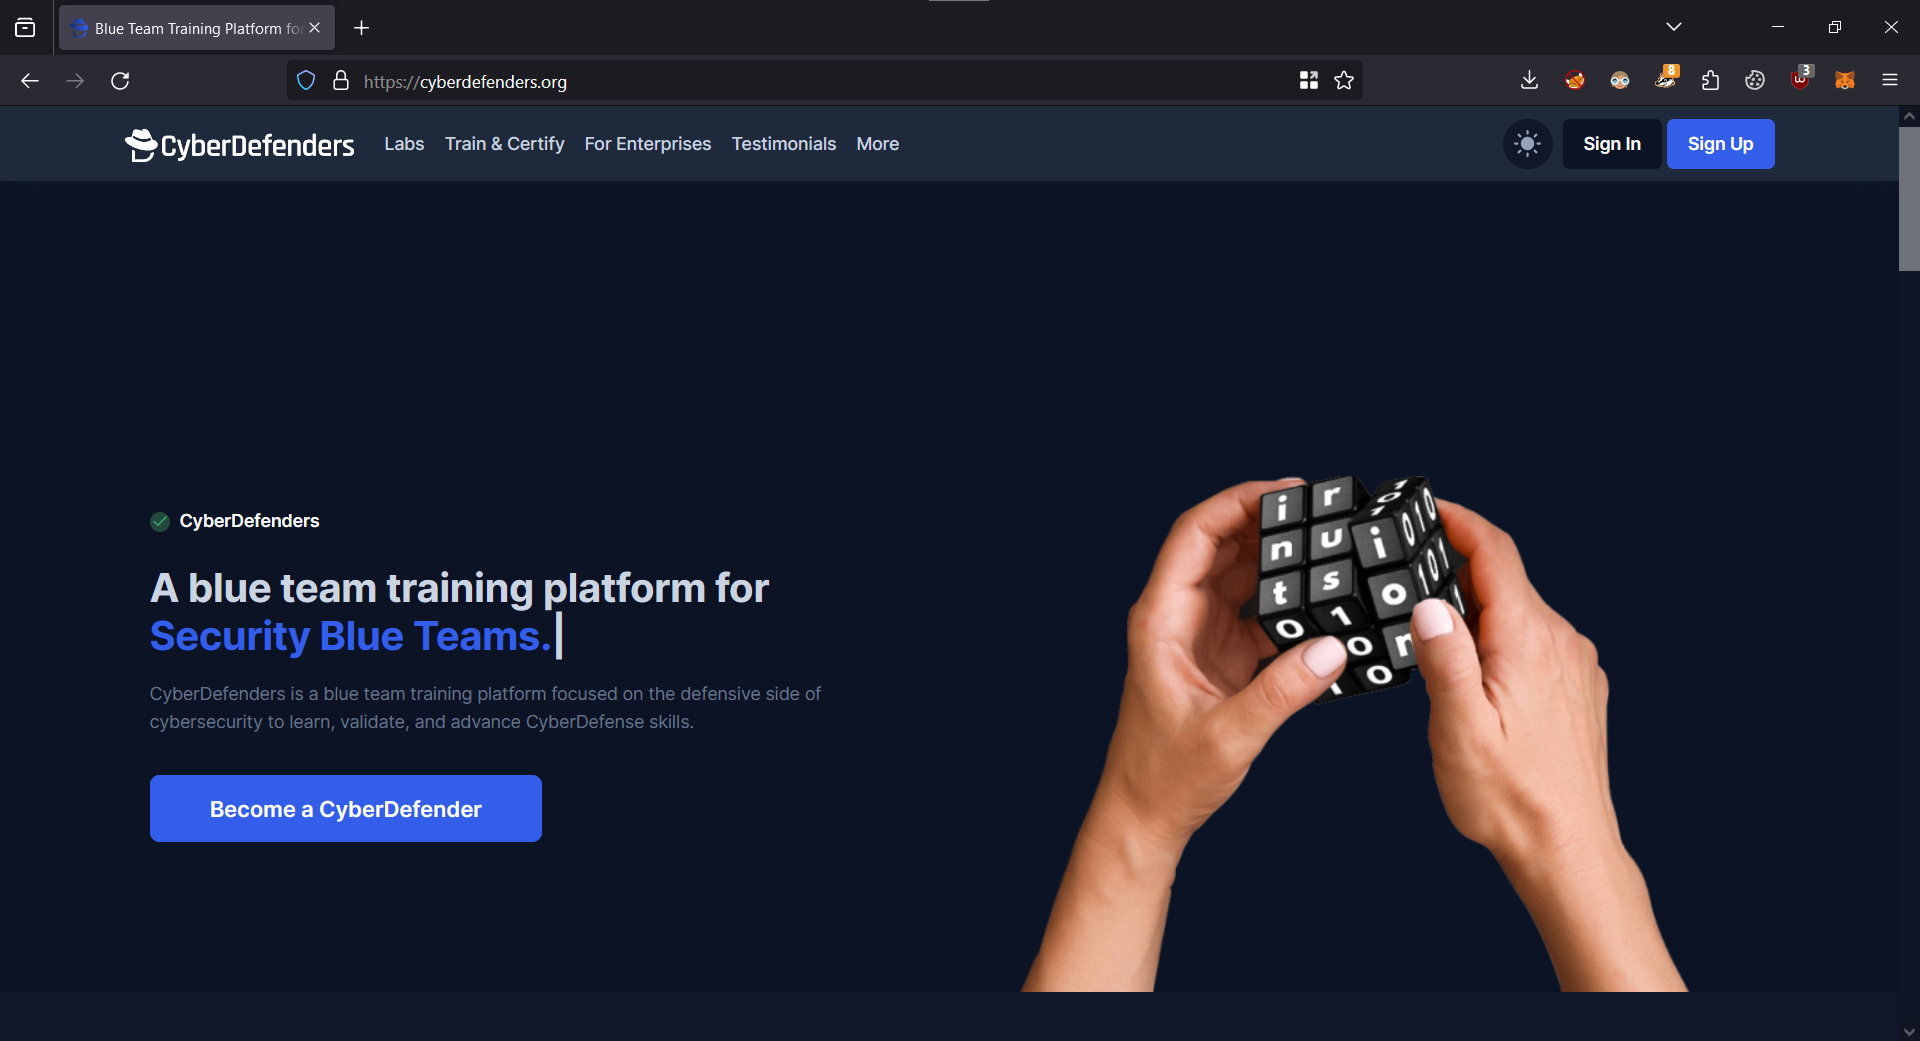 Blue Team Training Platform for
https://cyberdefenders.org
8
3
CyberDefenders
Labs
Train & Certify
For Enterprises
Testimonials
More
Sign In
Sign Up
CyberDefenders
A blue team training platform for
Security Blue Teams.
CyberDefenders is a blue team training platform focused on the defensive side of
cybersecurity to learn, validate, and advance CyberDefense skills.
Become a CyberDefender
i r
n u i
t s o
0 1